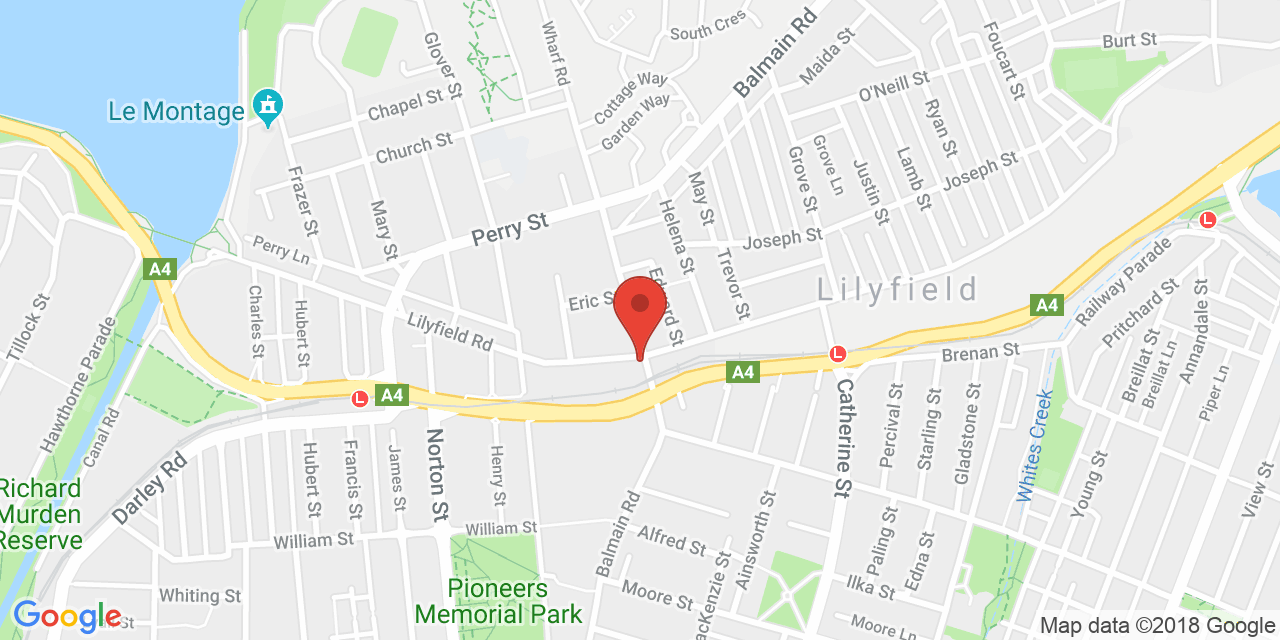 South Cres
Balmain Rd
Maida St
Foucart St
Burt St
Glover St
Wharf Rd
Cottage Way
Garden Way
O'Neill St
Ryan St
Le Montage
Chapel St
Church St
Grove St
Grove Ln
Justin St
Lamb St
Joseph St
Frazer St
Mary St
Perry St
Helena St
May St
Trevor St
Joseph St
Perry Ln
A4
Charles St
Hubert St
Lilyfield Rd
Eric
Edward St
Lilyfield
A4
L
Railway Parade
Pritchard St
Annandale St
Tillock St
Hawthorne Parade
Canal Rd
A4
L
A4
L
Brenan St
Breillat St
Breillat Ln
Piper Ln
Darley Rd
Hubert St
Francis St
James St
Norton St
Henry St
Catherine St
Percival St
Starling St
Gladstone St
Whites Creek
Young St
View St
Richard
Murden
Reserve
William St
William St
Balmain Rd
Alfred St
Ainsworth St
Paling St
Edna St
Ilka St
Whiting St
Pioneers
Memorial Park
Moore St
MacKenzie St
Moore Ln
Google
St
Map data ©2018 Google